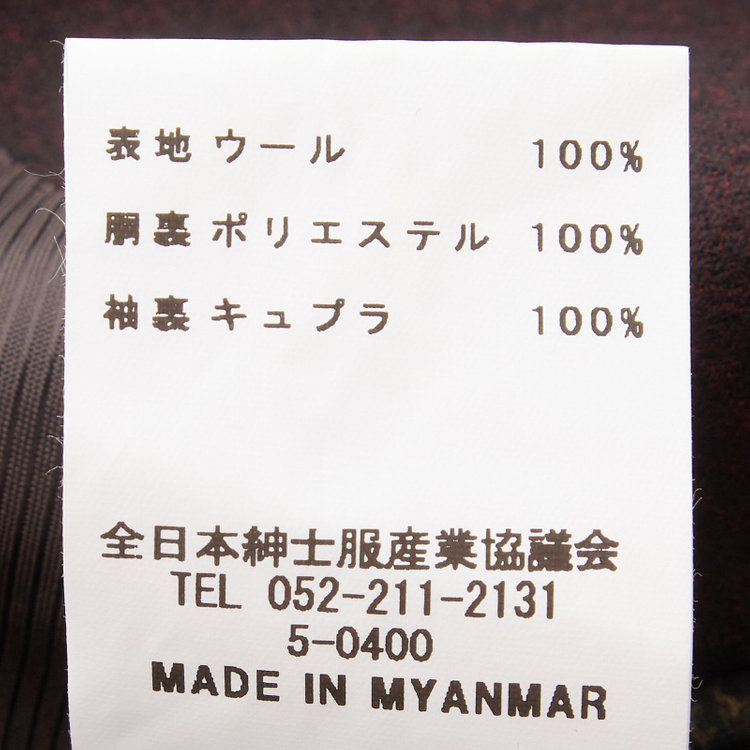 表地 ウール 100%
胴裏 ポリエステル 100%
袖裏 キュプラ 100%
全日本紳士服産業協議会
TEL 052-211-2131
5-0400
MADE IN MYANMAR